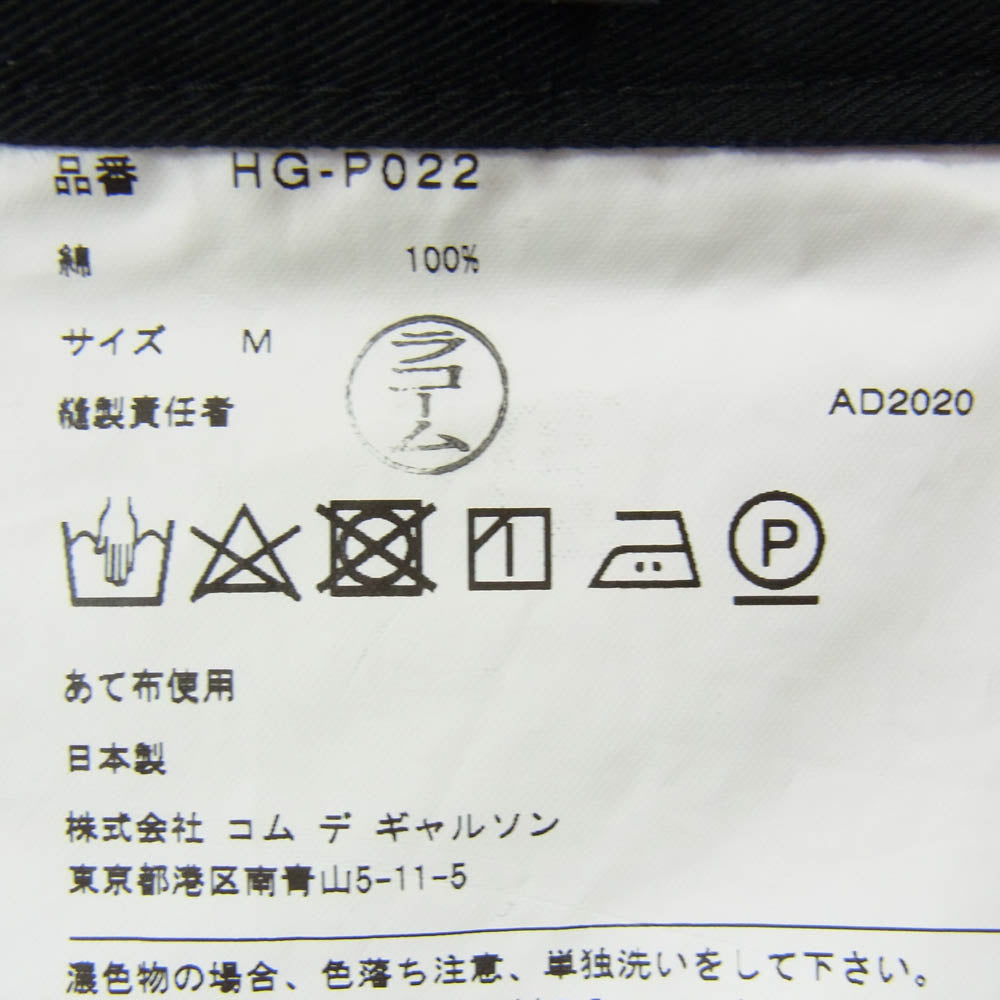 品番 HG-P022
綿 100%
サイズ M
ラコーム
縫製責任者
AD2020
P
あて布使用
日本製
株式会社 コム デ ギャルソン
東京都港区南青山5-11-5
濃色物の場合、色落ち注意、単独洗いをして下さい。